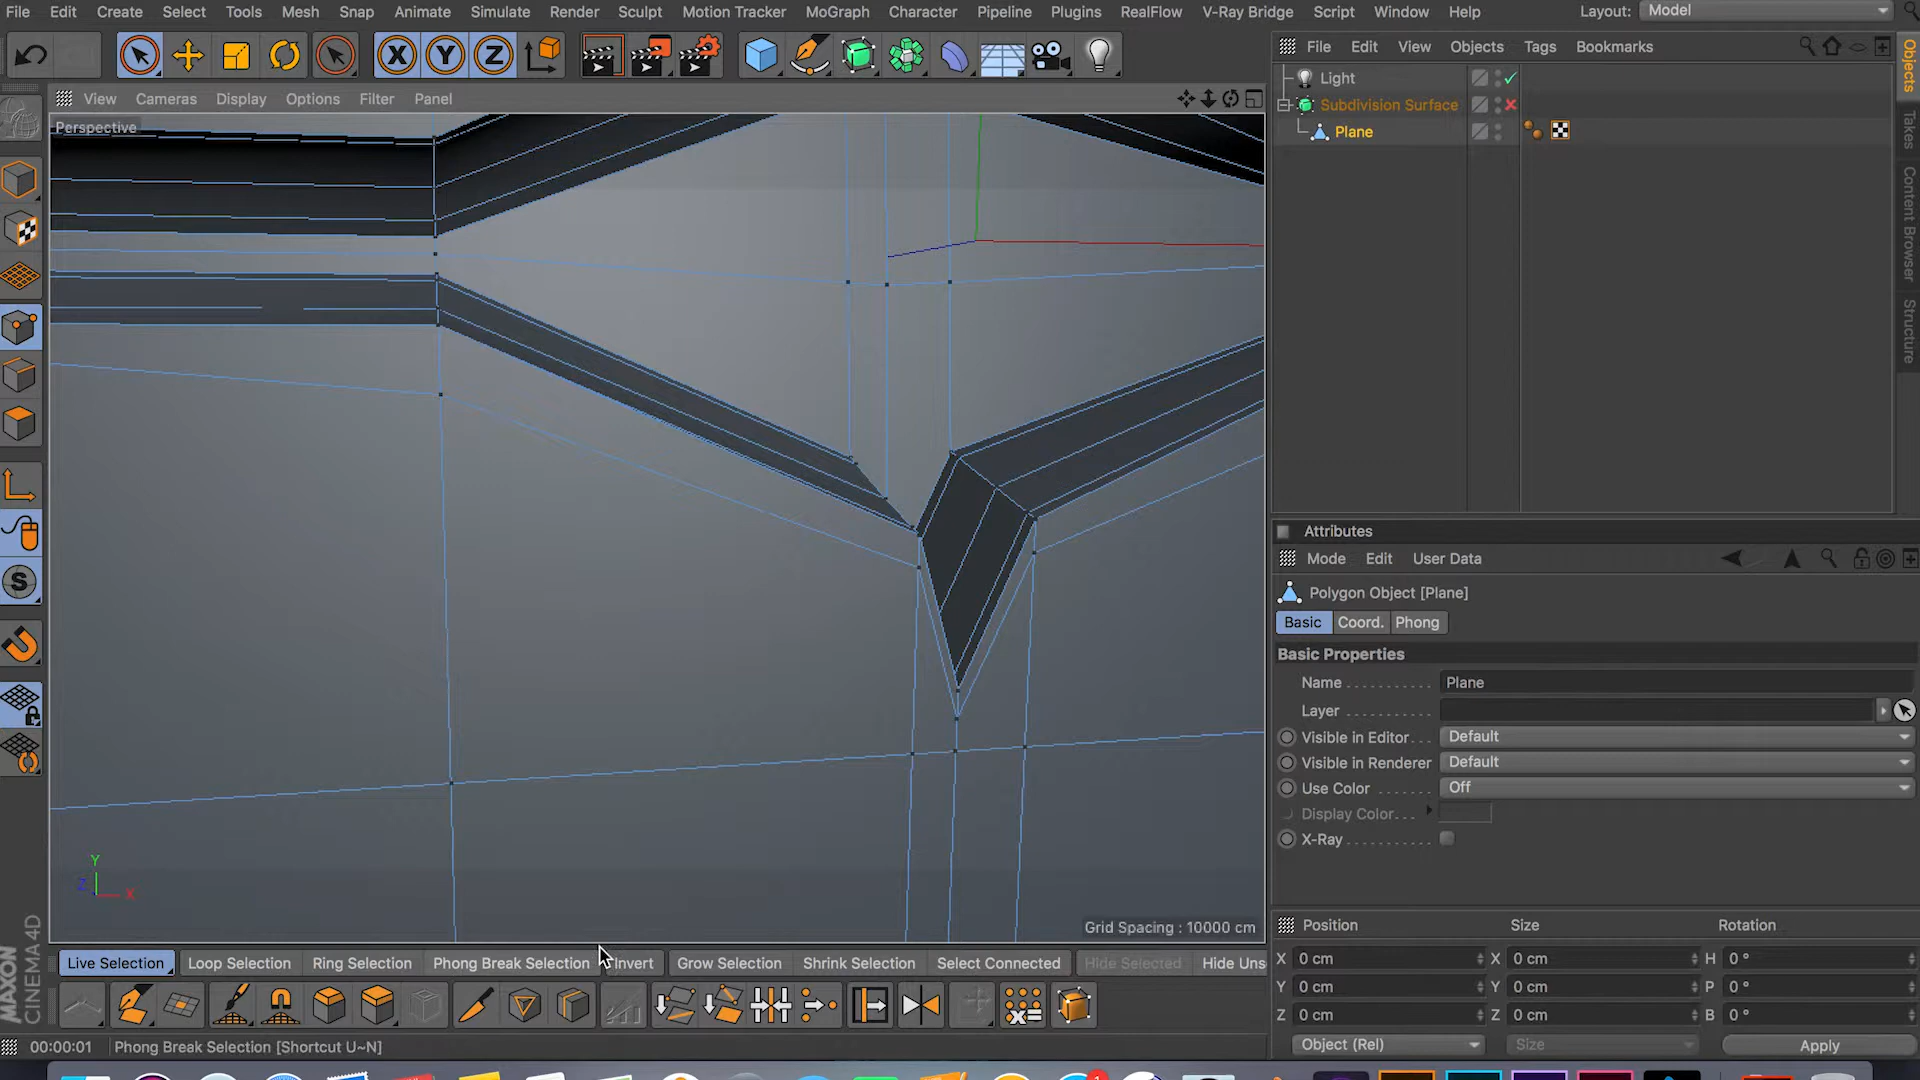 File Edit Create Select Tools Mesh Snap Animate Simulate Render Sculpt Motion Tracker MoGraph Character Pipeline Plugins RealFlow V-Ray Bridge Script Window Help Layout: Model
File Edit View Objects Tags Bookmarks
X Y Z
View Cameras Display Options Filter Panel
Perspective
Light
Subdivision Surface
Plane
Objects
Takes
Content Browser
Structure
Attributes
Mode Edit User Data
Polygon Object [Plane]
Basic Coord. Phong
Basic Properties
Name Plane
Layer
Visible in Editor Default
Visible in Renderer Default
Use Color Off
Display Color
X-Ray
S
Y
Z X
Grid Spacing : 10000 cm
Position Size Rotation
X 0 cm X 0 cm H 0 °
Y 0 cm Y 0 cm P 0 °
Z 0 cm Z 0 cm B 0 °
Object (Rel) Size Apply
Live Selection Loop Selection Ring Selection Phong Break Selection Invert Grow Selection Shrink Selection Select Connected Hide Selected Hide Uns
MAXON
CINEMA 4D
00:00:01 Phong Break Selection [Shortcut U~N]
1